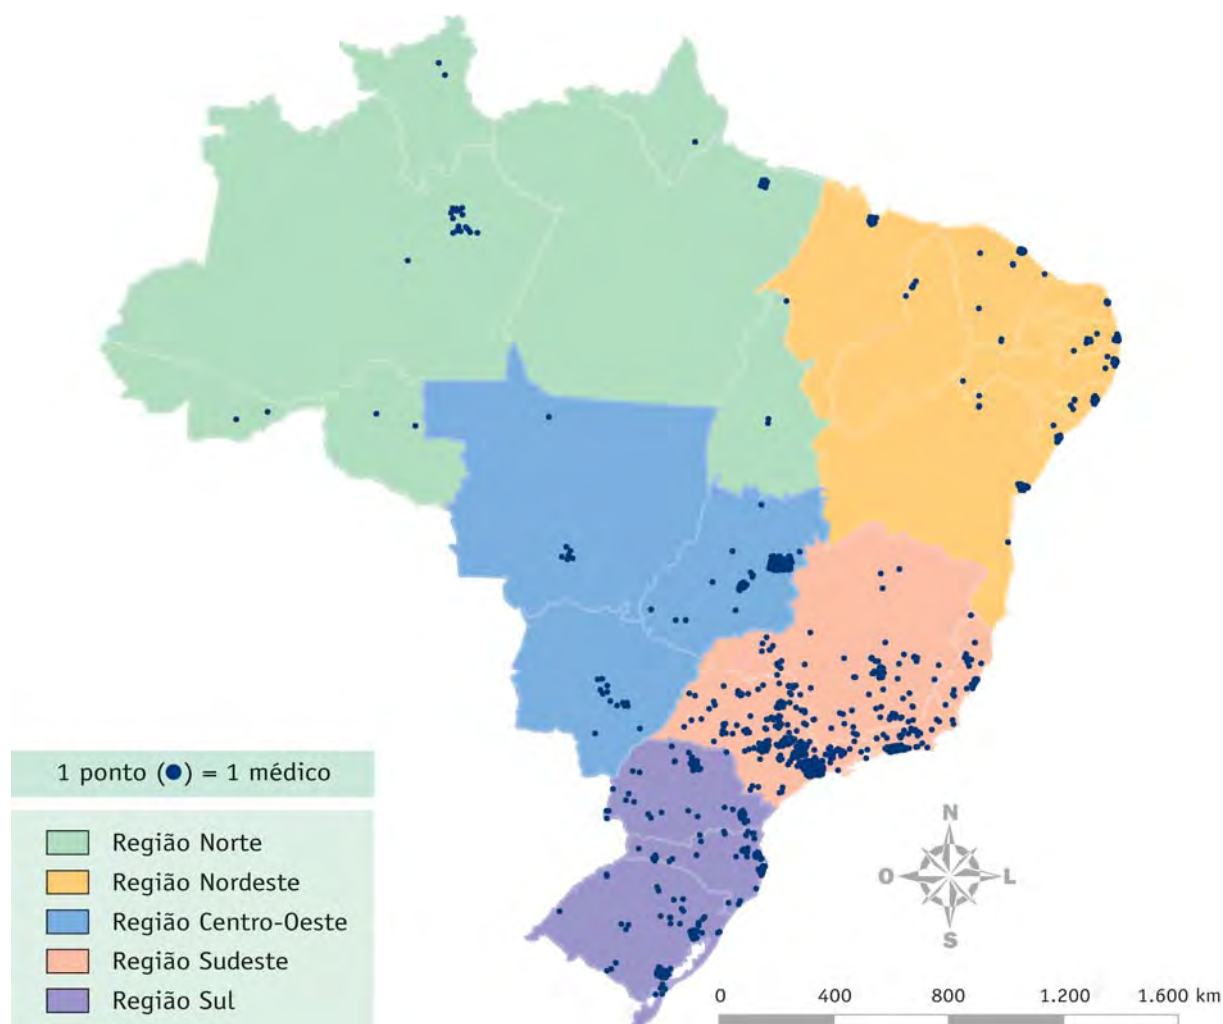 1 ponto (●) = 1 médico
Região Norte
Região Nordeste
Região Centro-Oeste
Região Sudeste
Região Sul
N
O L
S
0 400 800 1.200 1.600 km